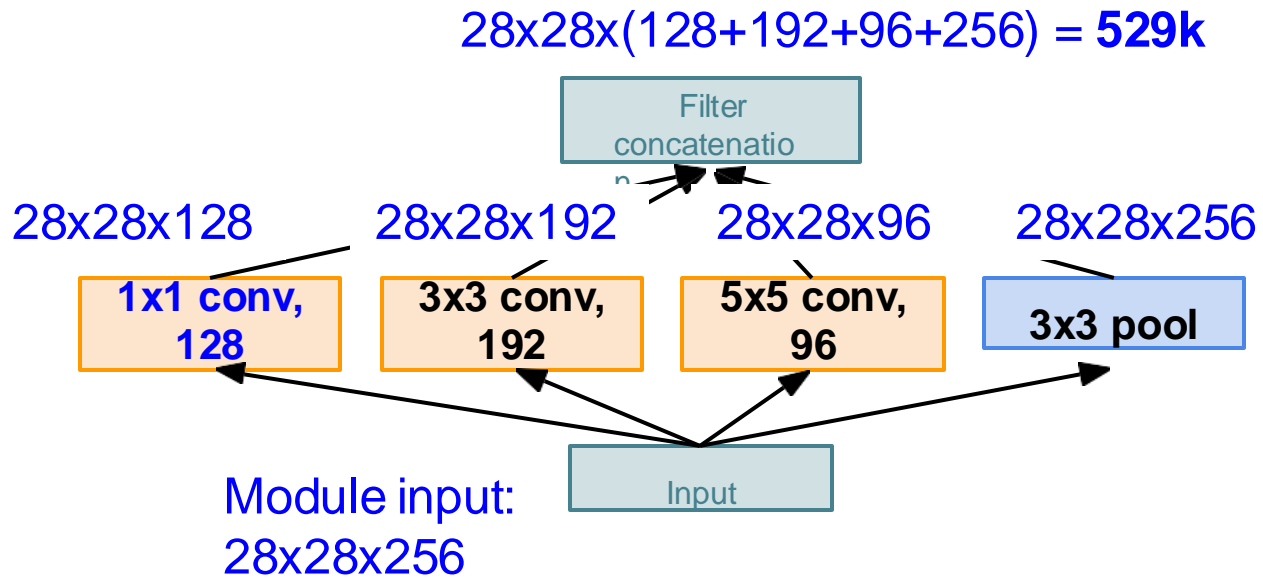 28x28x(128+192+96+256) = 529k
Filter
concatenatio
n
28x28x128
28x28x192
28x28x96
28x28x256
1x1 conv,
128
3x3 conv,
192
5x5 conv,
96
3x3 pool
Input
Module input:
28x28x256